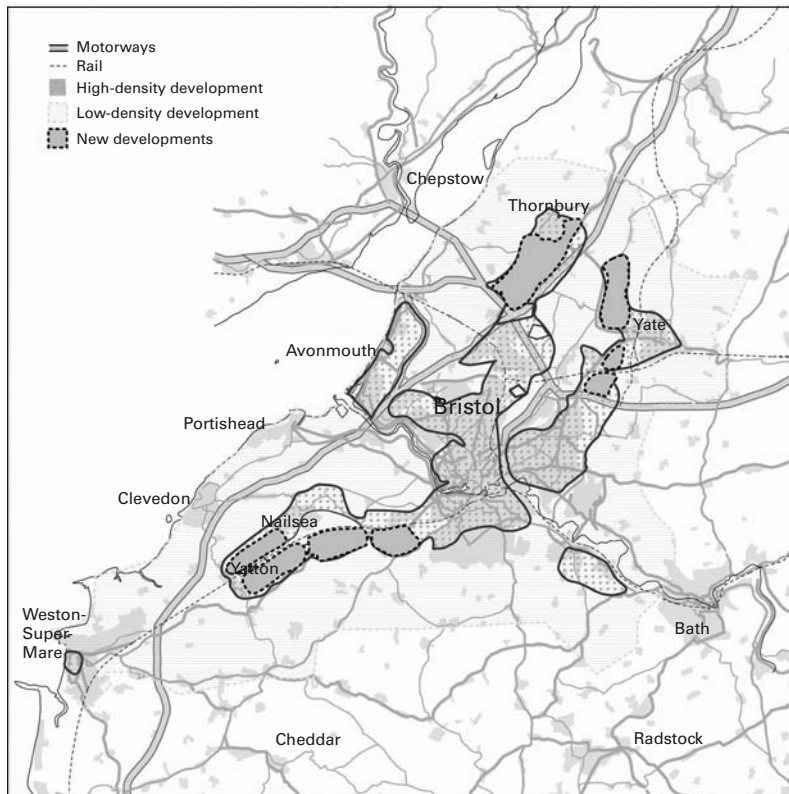 Motorways
Rail
High-density development
Low-density development
New developments
Chepstow
Thornbury
Avonmouth
Yate
Bristol
Portishead
Clevedon
Nailsea
Yatton
Weston-
Super-
Mare
Bath
Cheddar
Radstock